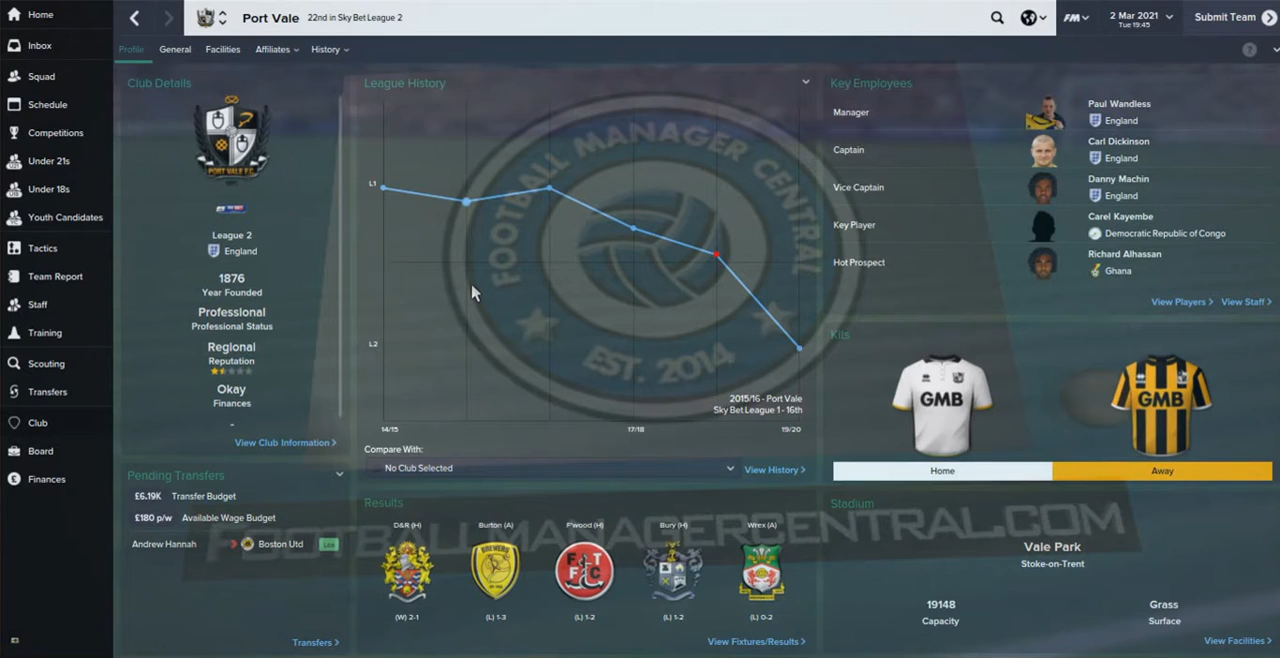 Home
Inbox
Squad
Schedule
Competitions
Under 21s
Under 18s
Youth Candidates
Tactics
Team Report
Staff
Training
Scouting
Transfers
Club
Board
Finances
Port Vale
22nd in Sky Bet League 2
FM
2 Mar 2021
Tue 19:45
Submit Team
Profile
General
Facilities
Affiliates
History
?
Club Details
PORT VALE F.C.
League 2
England
1876
Year Founded
Professional
Professional Status
Regional
Reputation
Okay
Finances
-
View Club Information >
Pending Transfers
£6.19K Transfer Budget
£180 p/w Available Wage Budget
Andrew Hannah
Boston Utd
Transfers >
League History
FOOTBALL MANAGER CENTRAL
EST. 2014
L1
L2
2015/16 - Port Vale
Sky Bet League 1 - 16th
14/15
17/18
19/20
Compare With:
No Club Selected
View History >
Results
D&R (H)
Burton (A)
F'wood (H)
Bury (H)
Wrex (A)
BREWERS
F T
F C
(W) 2-1
(L) 1-3
(L) 1-2
(L) 1-2
(L) 0-2
View Fixtures/Results >
FOOTBALLMANAGERCENTRAL.COM
Key Employees
Manager
Paul Wandless
England
Captain
Carl Dickinson
England
Vice Captain
Danny Machin
England
Key Player
Carel Kayembe
Democratic Republic of Congo
Hot Prospect
Richard Alhassan
Ghana
View Players >
View Staff >
Kits
GMB
GMB
Home
Away
Stadium
Vale Park
Stoke-on-Trent
19148
Capacity
Grass
Surface
View Facilities >